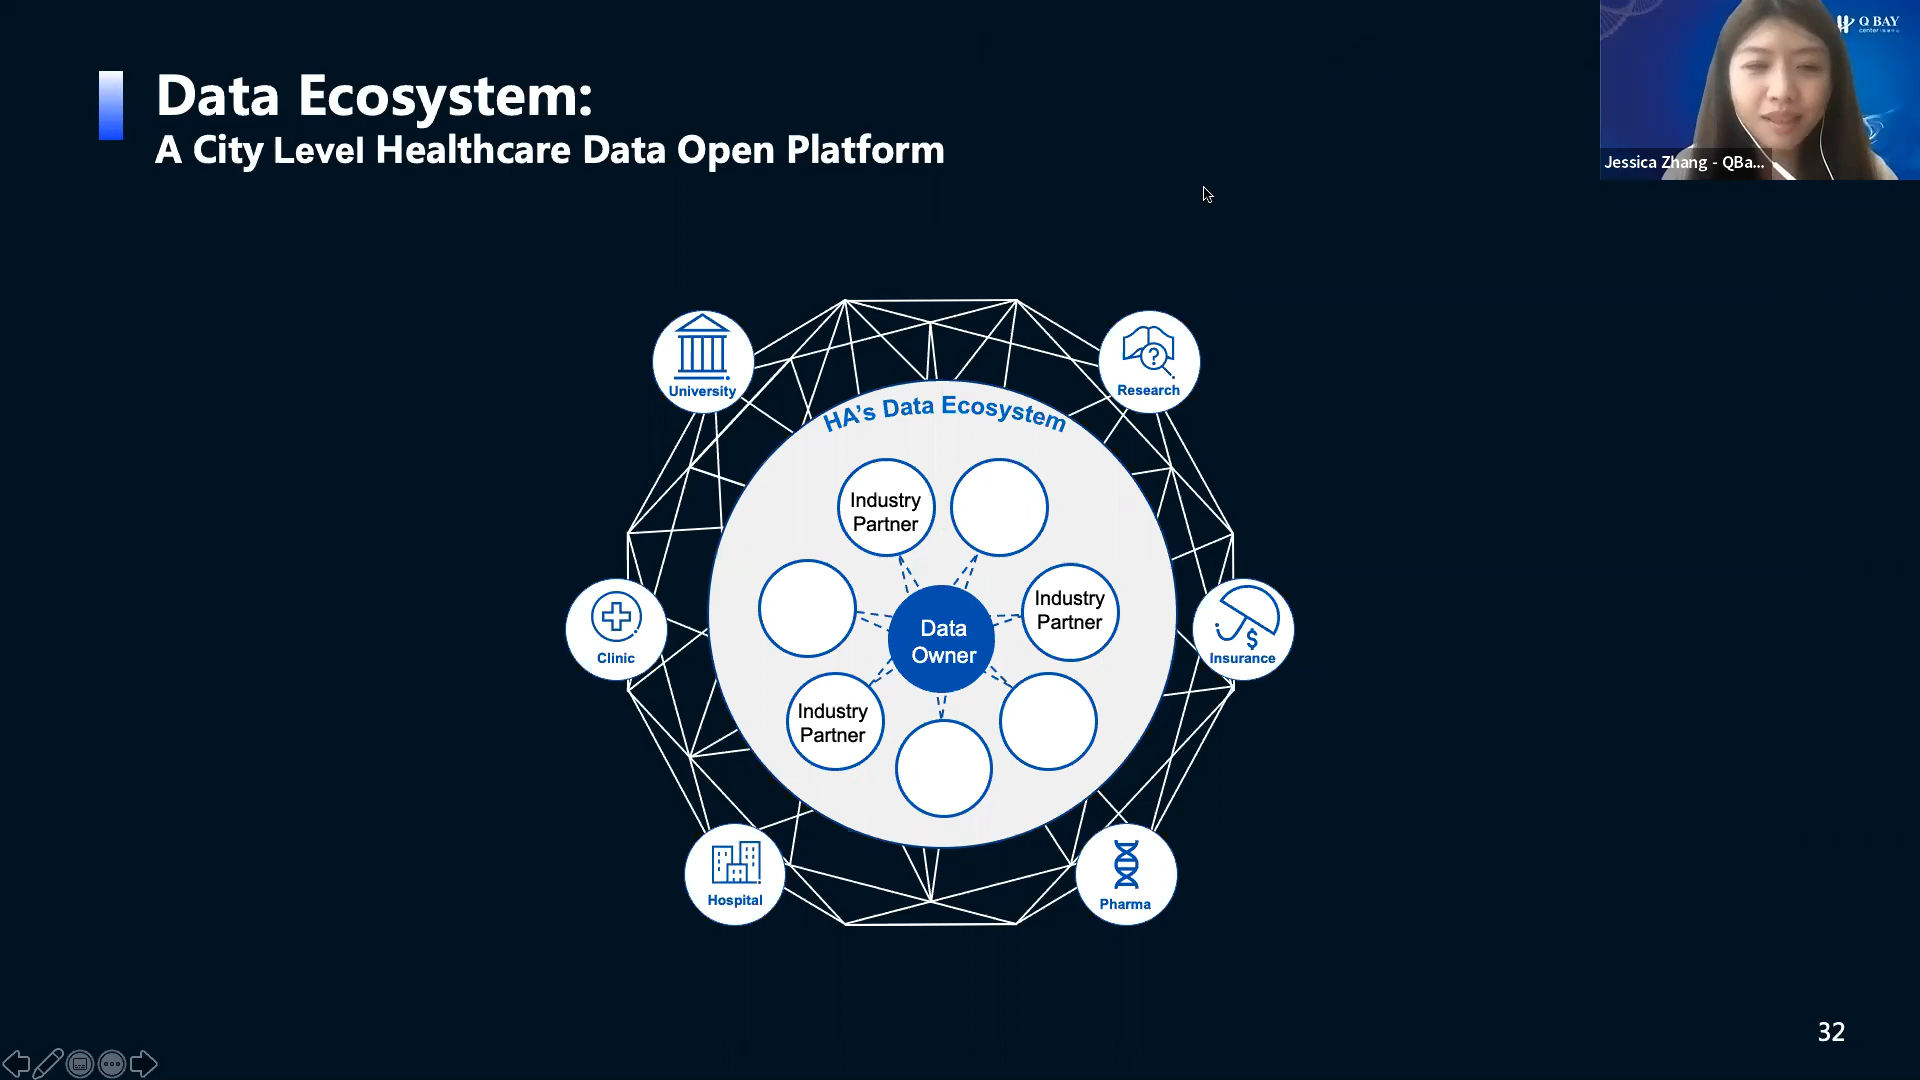 Data Ecosystem:
A City Level Healthcare Data Open Platform
Q BAY
center
Jessica Zhang - QBa...
University
Research
HA's Data Ecosystem
Industry
Partner
Industry
Partner
Data
Owner
Clinic
$
Insurance
Industry
Partner
Hospital
Pharma
32